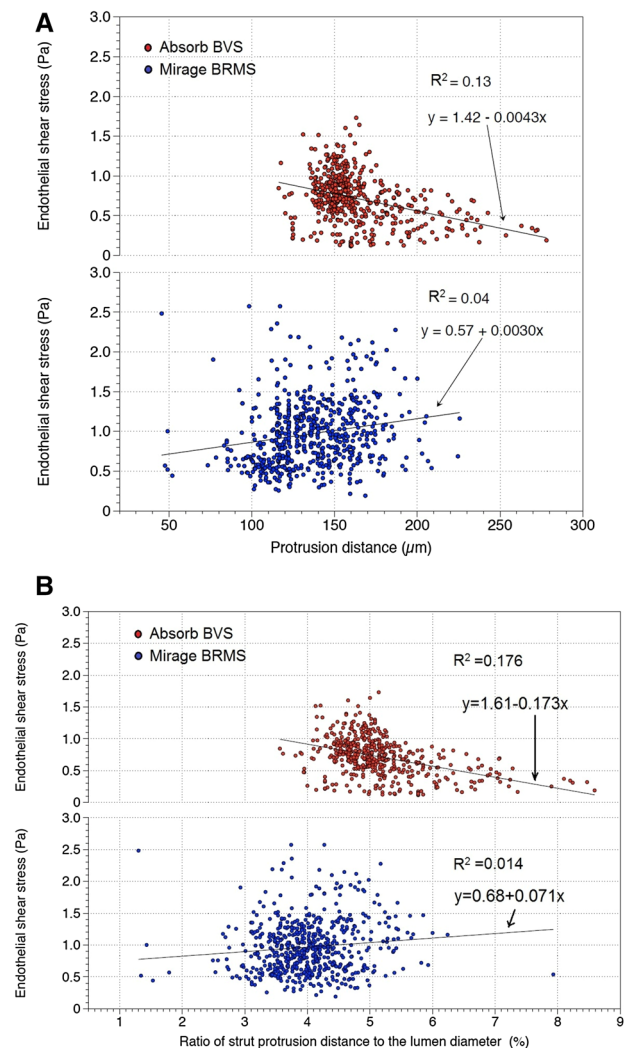 A
3.0
2.5
2.0
1.5
1.0
0.5
0
Endothelial shear stress (Pa)
Absorb BVS
Mirage BRMS
R2 = 0.13
y = 1.42 - 0.0043x
3.0
2.5
2.0
1.5
1.0
0.5
0
Endothelial shear stress (Pa)
R2 = 0.04
y = 0.57 + 0.0030x
50 100 150 200 250 300
Protrusion distance (µm)
B
3.0
2.5
2.0
1.5
1.0
0.5
0
Endothelial shear stress (Pa)
Absorb BVS
Mirage BRMS
R2 =0.176
y=1.61-0.173x
3.0
2.5
2.0
1.5
1.0
0.5
0
Endothelial shear stress (Pa)
R2 =0.014
y=0.68+0.071x
1 2 3 4 5 6 7 8 9
Ratio of strut protrusion distance to the lumen diameter (%)